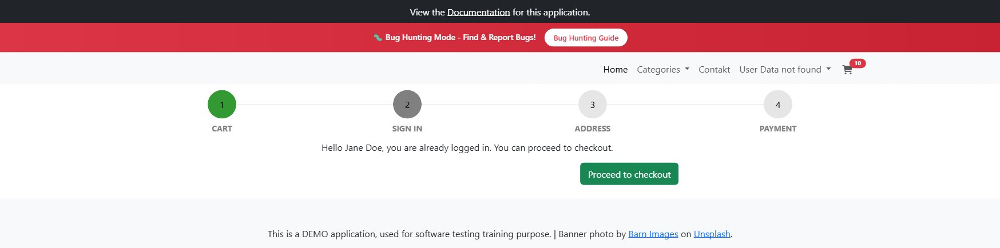 View the Documentation for this application.
Bug Hunting Mode - Find & Report Bugs! Bug Hunting Guide
Home Categories Contakt User Data not found 10
1 2 3 4
CART SIGN IN ADDRESS PAYMENT
Hello Jane Doe, you are already logged in. You can proceed to checkout.
Proceed to checkout
This is a DEMO application, used for software testing training purpose. | Banner photo by Barn Images on Unsplash.